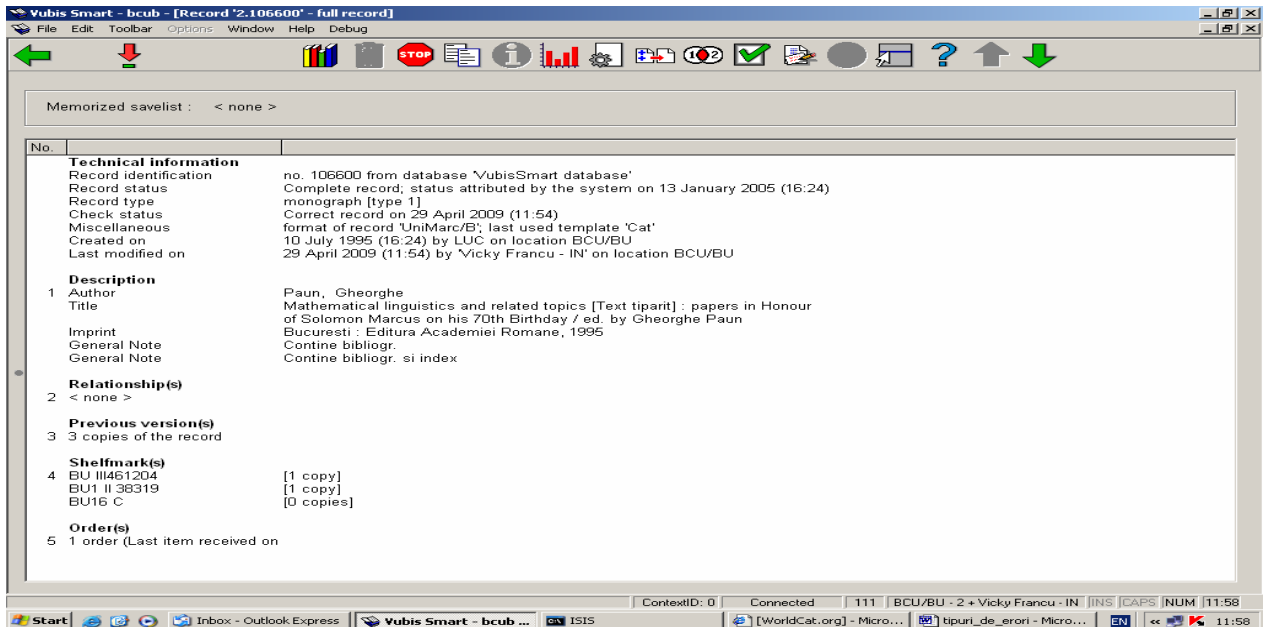 Vubis Smart - bcub - [Record '2.106600' - full record]
File Edit Toolbar Options Window Help Debug
STOP
Memorized savelist : < none >
No.
Technical information
Record identification no. 106600 from database 'VubisSmart database'
Record status Complete record; status attributed by the system on 13 January 2005 (16:24)
Record type monograph [type 1]
Check status Correct record on 29 April 2009 (11:54)
Miscellaneous format of record 'UniMarc/B'; last used template 'Cat'
Created on 10 July 1995 (16:24) by LUC on location BCU/BU
Last modified on 29 April 2009 (11:54) by 'Vicky Francu - IN' on location BCU/BU
Description
1 Author Paun, Gheorghe
Title Mathematical linguistics and related topics [Text tiparit] : papers in Honour
of Solomon Marcus on his 70th Birthday / ed. by Gheorghe Paun
Imprint Bucuresti : Editura Academiei Romane, 1995
General Note Contine bibliogr.
General Note Contine bibliogr. si index
Relationship(s)
2 < none >
Previous version(s)
3 3 copies of the record
Shelfmark(s)
4 BU III461204 [1 copy]
BU1 II 38319 [1 copy]
BU16 C [0 copies]
Order(s)
5 1 order (Last item received on
ContextID: 0 Connected 111 BCU/BU - 2 + Vicky Francu - IN INS CAPS NUM 11:58
Start Inbox - Outlook Express Vubis Smart - bcub ... ISIS [WorldCat.org] - Micro... tipuri_de_erori - Micro... EN « 11:58